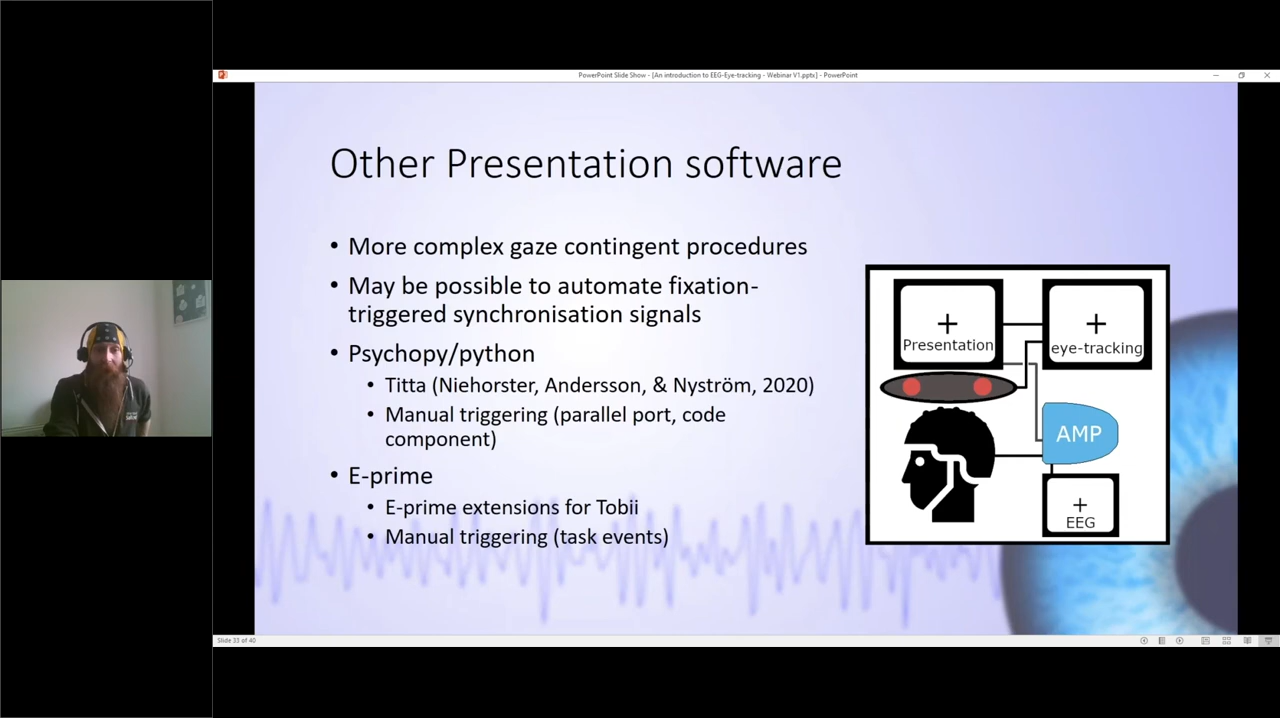 PowerPoint Slide Show - [An introduction to EEG-Eye-tracking - Webinar V1.pptx] - PowerPoint
Other Presentation software
• More complex gaze contingent procedures
• May be possible to automate fixation-
triggered synchronisation signals
• Psychopy/python
• Titta (Niehorster, Andersson, & Nyström, 2020)
• Manual triggering (parallel port, code
component)
• E-prime
• E-prime extensions for Tobii
• Manual triggering (task events)
Presentation
eye-tracking
AMP
EEG
Slide 33 of 40